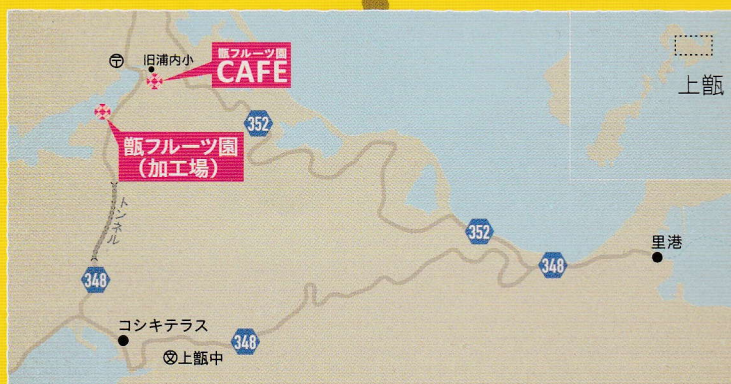 〒
旧浦内小
甑フルーツ園
CAFE
上甑
352
甑フルーツ園
(加工場)
トンネル
352
里港
348
348
コシキテラス
348
文上甑中